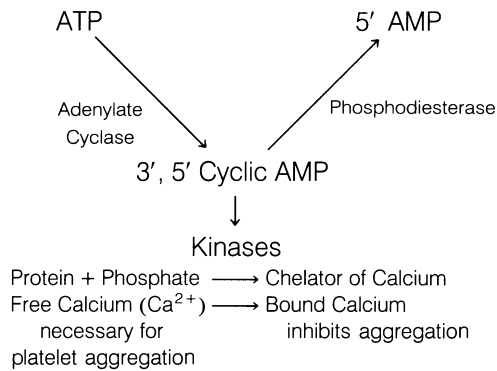 ATP 5′ AMP
Adenylate Phosphodiesterase
Cyclase
3′, 5′ Cyclic AMP
Kinases
Protein + Phosphate ⟶ Chelator of Calcium
Free Calcium (Ca²⁺) ⟶ Bound Calcium
necessary for inhibits aggregation
platelet aggregation